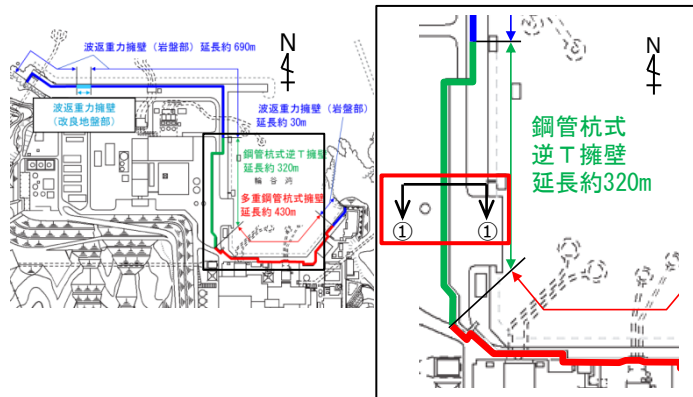 波返重力擁壁（岩盤部）延長約690m
N
波返重力擁壁
（改良地盤部）
波返重力擁壁（岩盤部）
延長約30m
鋼管杭式逆Ｔ擁壁
延長約320m
輪谷湾
多重鋼管杭式擁壁
延長約430m
N
鋼管杭式
逆Ｔ擁壁
延長約320m
① ①